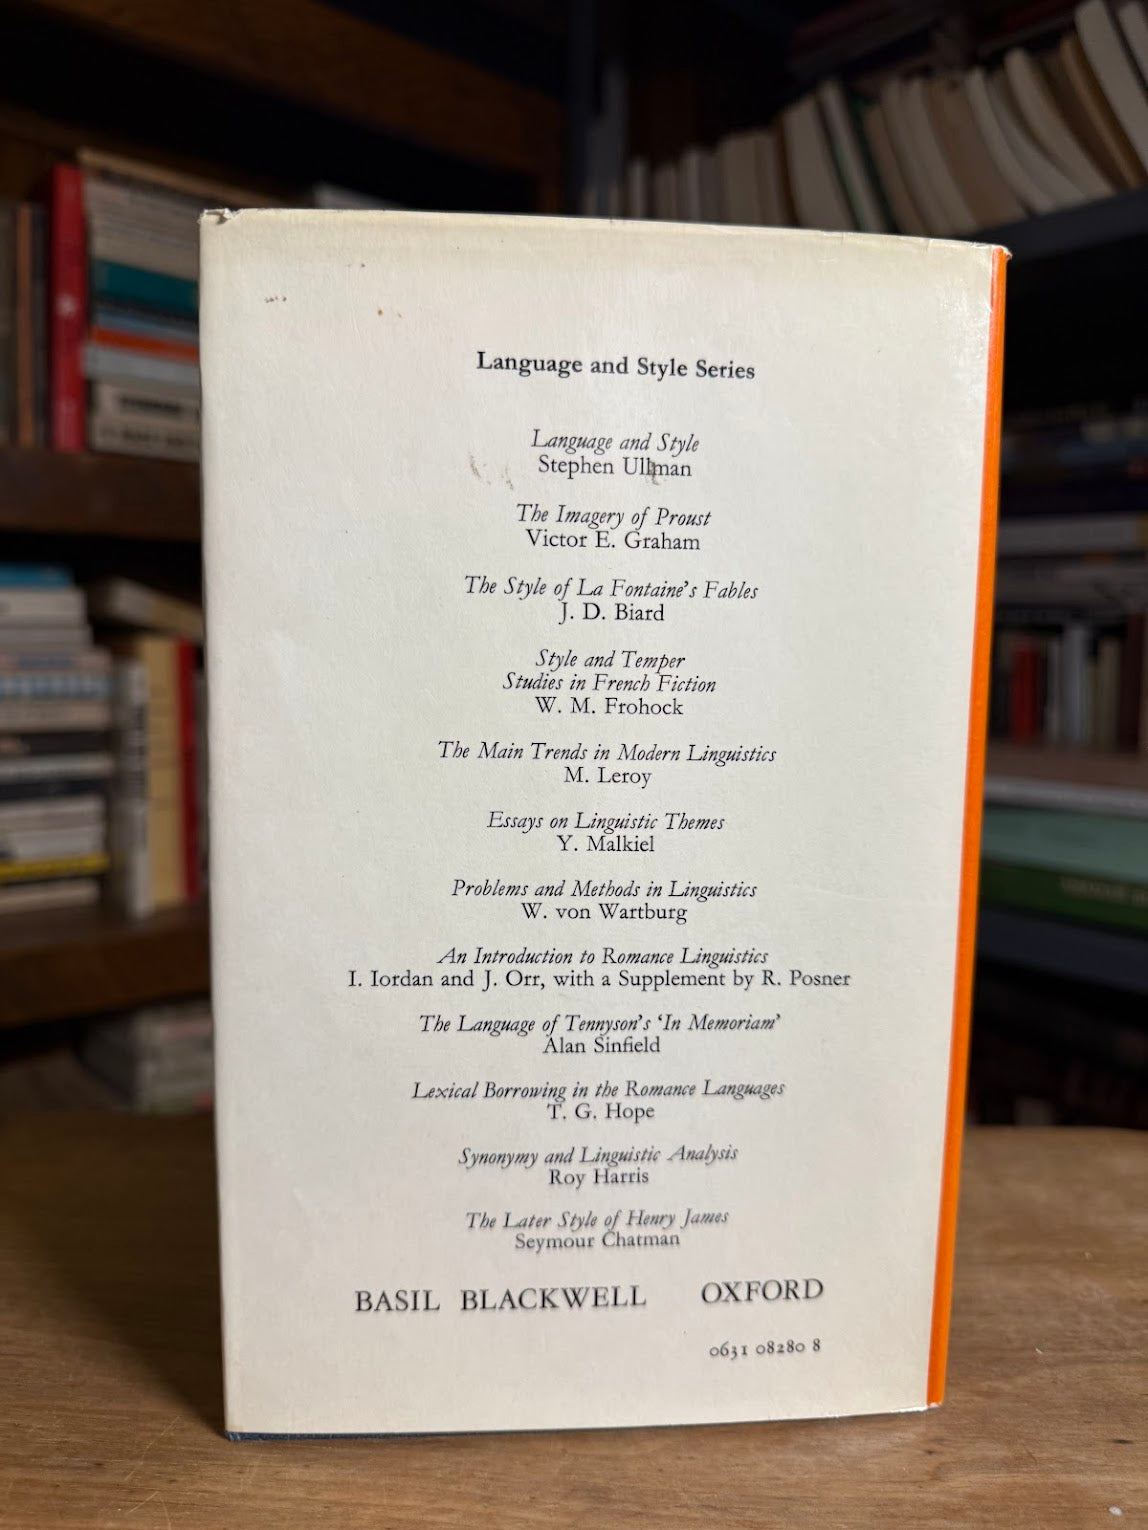 Language and Style Series
Language and Style
Stephen Ullman
The Imagery of Proust
Victor E. Graham
The Style of La Fontaine's Fables
J. D. Biard
Style and Temper
Studies in French Fiction
W. M. Frohock
The Main Trends in Modern Linguistics
M. Leroy
Essays on Linguistic Themes
Y. Malkiel
Problems and Methods in Linguistics
W. von Wartburg
An Introduction to Romance Linguistics
I. Iordan and J. Orr, with a Supplement by R. Posner
The Language of Tennyson's ‘In Memoriam’
Alan Sinfield
Lexical Borrowing in the Romance Languages
T. G. Hope
Synonymy and Linguistic Analysis
Roy Harris
The Later Style of Henry James
Seymour Chatman
BASIL BLACKWELL OXFORD
0631 08280 8